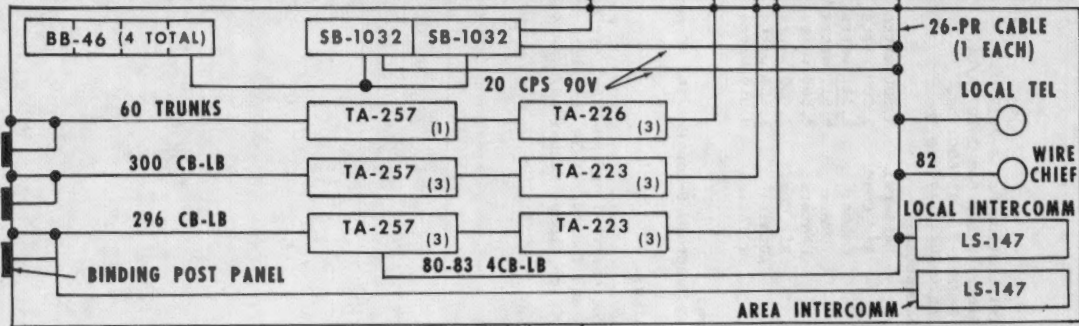 BB-46 (4 TOTAL)
SB-1032 SB-1032
26-PR CABLE
(1 EACH)
20 CPS 90V
LOCAL TEL
60 TRUNKS
TA-257
(1)
TA-226
(3)
82
WIRE
CHIEF
300 CB-LB
TA-257
(3)
TA-223
(3)
LOCAL INTERCOMM
LS-147
296 CB-LB
TA-257
(3)
TA-223
(3)
80-83 4CB-LB
BINDING POST PANEL
LS-147
AREA INTERCOMM